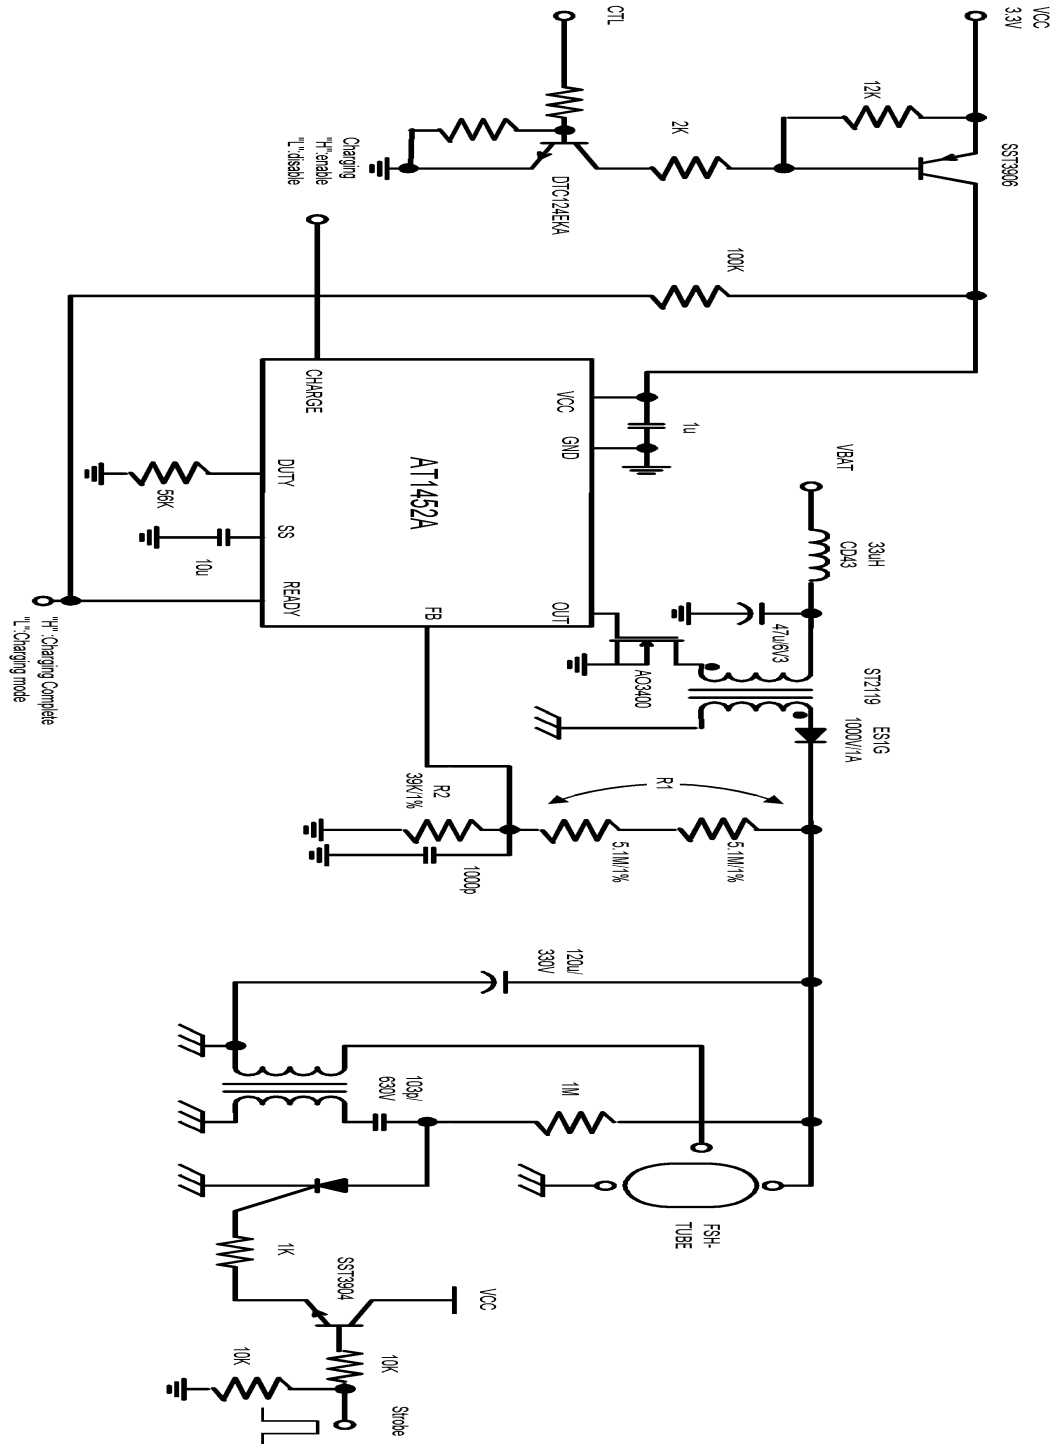 VCC
3.3V
SST3906
12K
2K
CTL
DTC124EKA
Charging
"H":enable
"L":disable
100K
1u
VCC
GND
CHARGE
AT1452A
DUTY
SS
READY
FB
OUT
56K
10u
"H":Charging Complete
"L":Charging mode
VBAT
33uH
CD43
47u/6V3
AO3400
ST2119
ES1G
1000V/1A
R1
5.1M/1%
5.1M/1%
R2
39K/1%
1000p
120u/
330V
103p/
630V
1M
FSH-
TUBE
1K
SST3904
VCC
10K
10K
Strobe